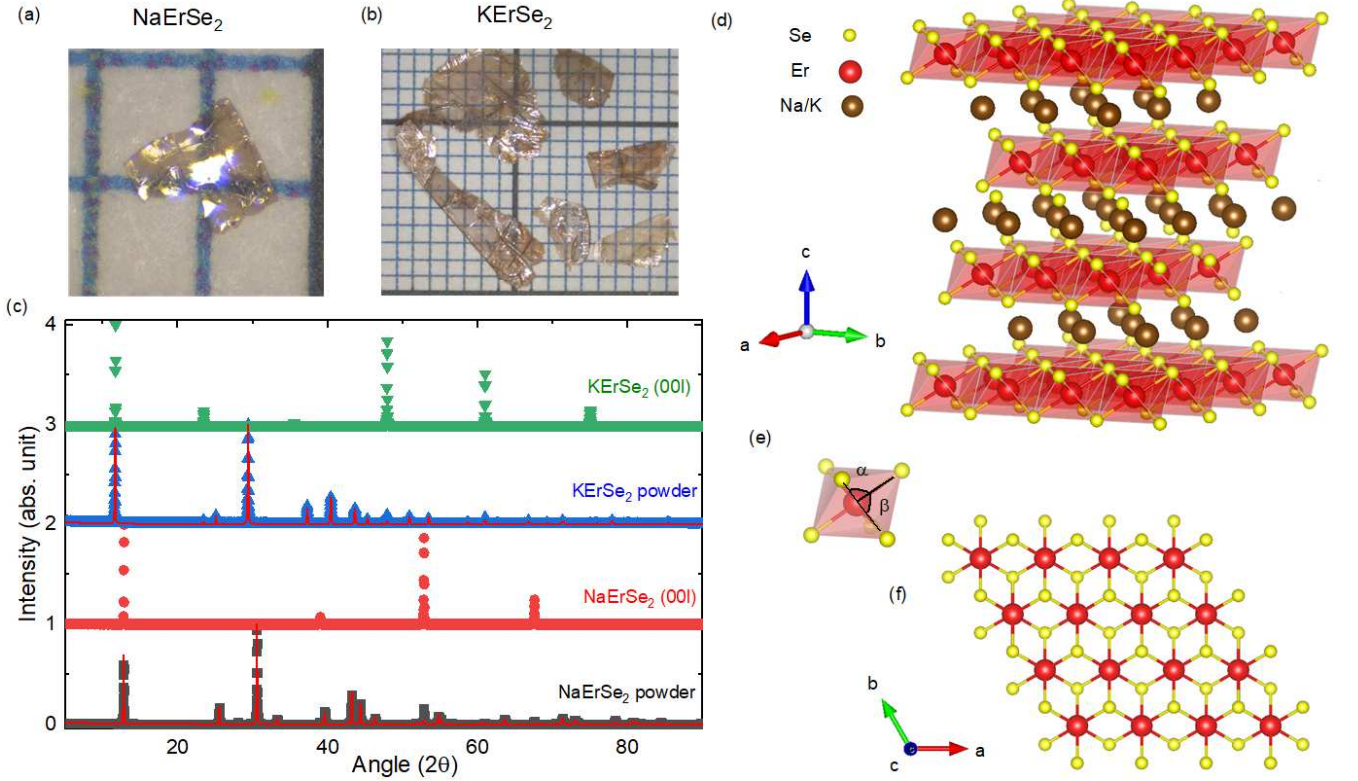 (a)
NaErSe₂
(b)
KErSe₂
(c)
4
3
2
1
0
Intensity (abs. unit)
KErSe₂ (00l)
KErSe₂ powder
NaErSe₂ (00l)
NaErSe₂ powder
20
40
60
80
Angle (2θ)
(d)
Se
Er
Na/K
c
a
b
(e)
α
β
(f)
b
c
a